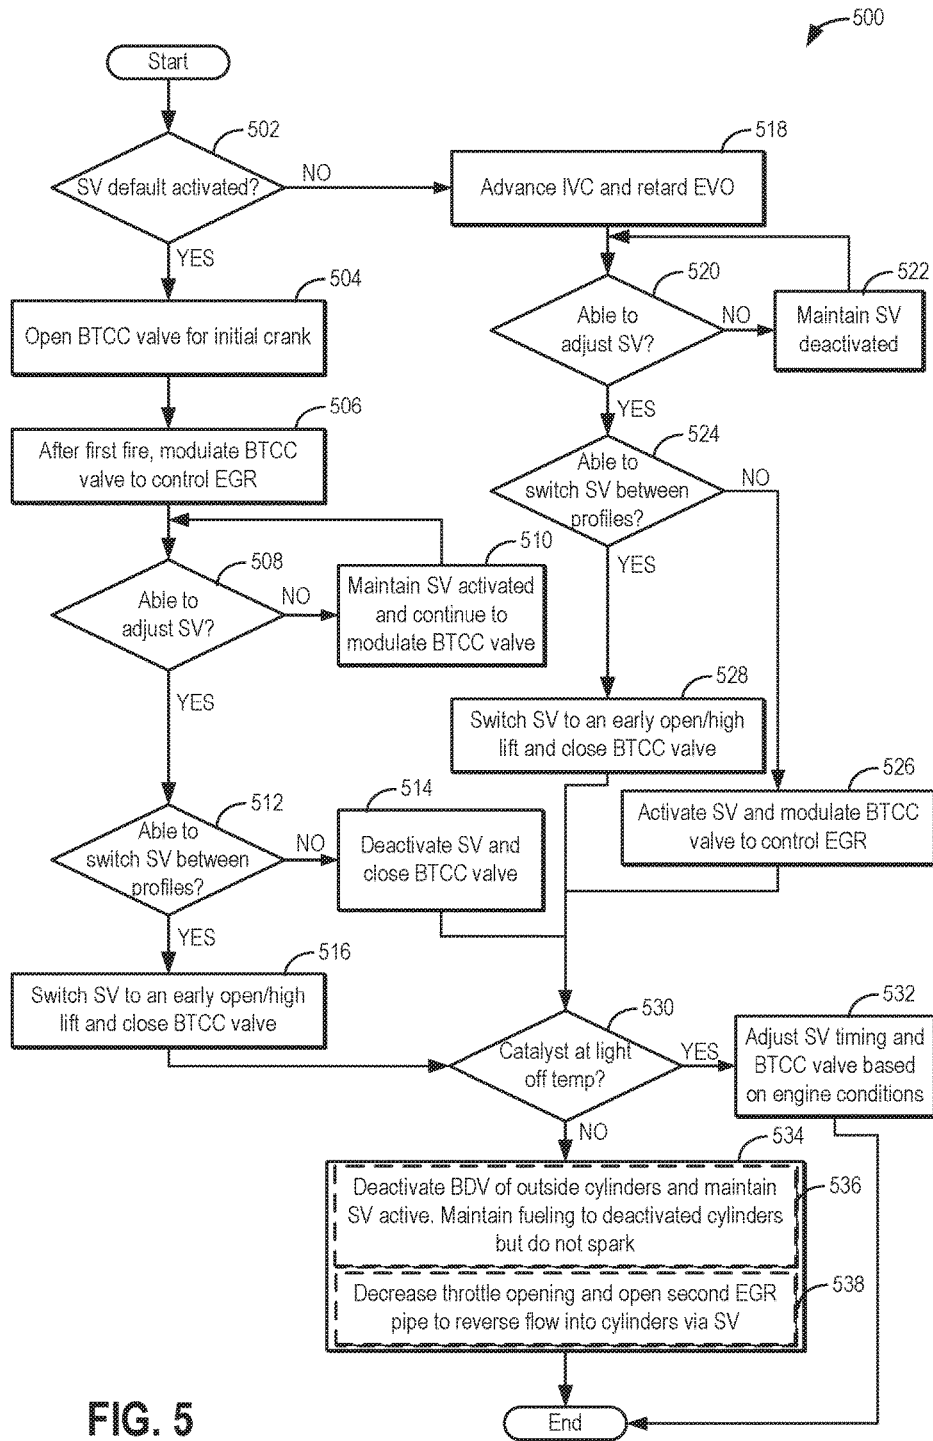 500
Start
502
SV default activated?
NO
YES
518
Advance IVC and retard EVO
504
Open BTCC valve for initial crank
520
Able to
adjust SV?
NO
YES
522
Maintain SV
deactivated
506
After first fire, modulate BTCC
valve to control EGR
524
Able to
switch SV between
profiles?
NO
YES
508
Able to
adjust SV?
NO
YES
510
Maintain SV activated
and continue to
modulate BTCC valve
528
Switch SV to an early open/high
lift and close BTCC valve
526
Activate SV and modulate BTCC
valve to control EGR
512
Able to
switch SV between
profiles?
NO
YES
514
Deactivate SV and
close BTCC valve
516
Switch SV to an early open/high
lift and close BTCC valve
530
Catalyst at light
off temp?
YES
NO
532
Adjust SV timing and
BTCC valve based
on engine conditions
534
Deactivate BDV of outside cylinders and maintain
SV active. Maintain fueling to deactivated cylinders
but do not spark
536
Decrease throttle opening and open second EGR
pipe to reverse flow into cylinders via SV
538
End
FIG. 5